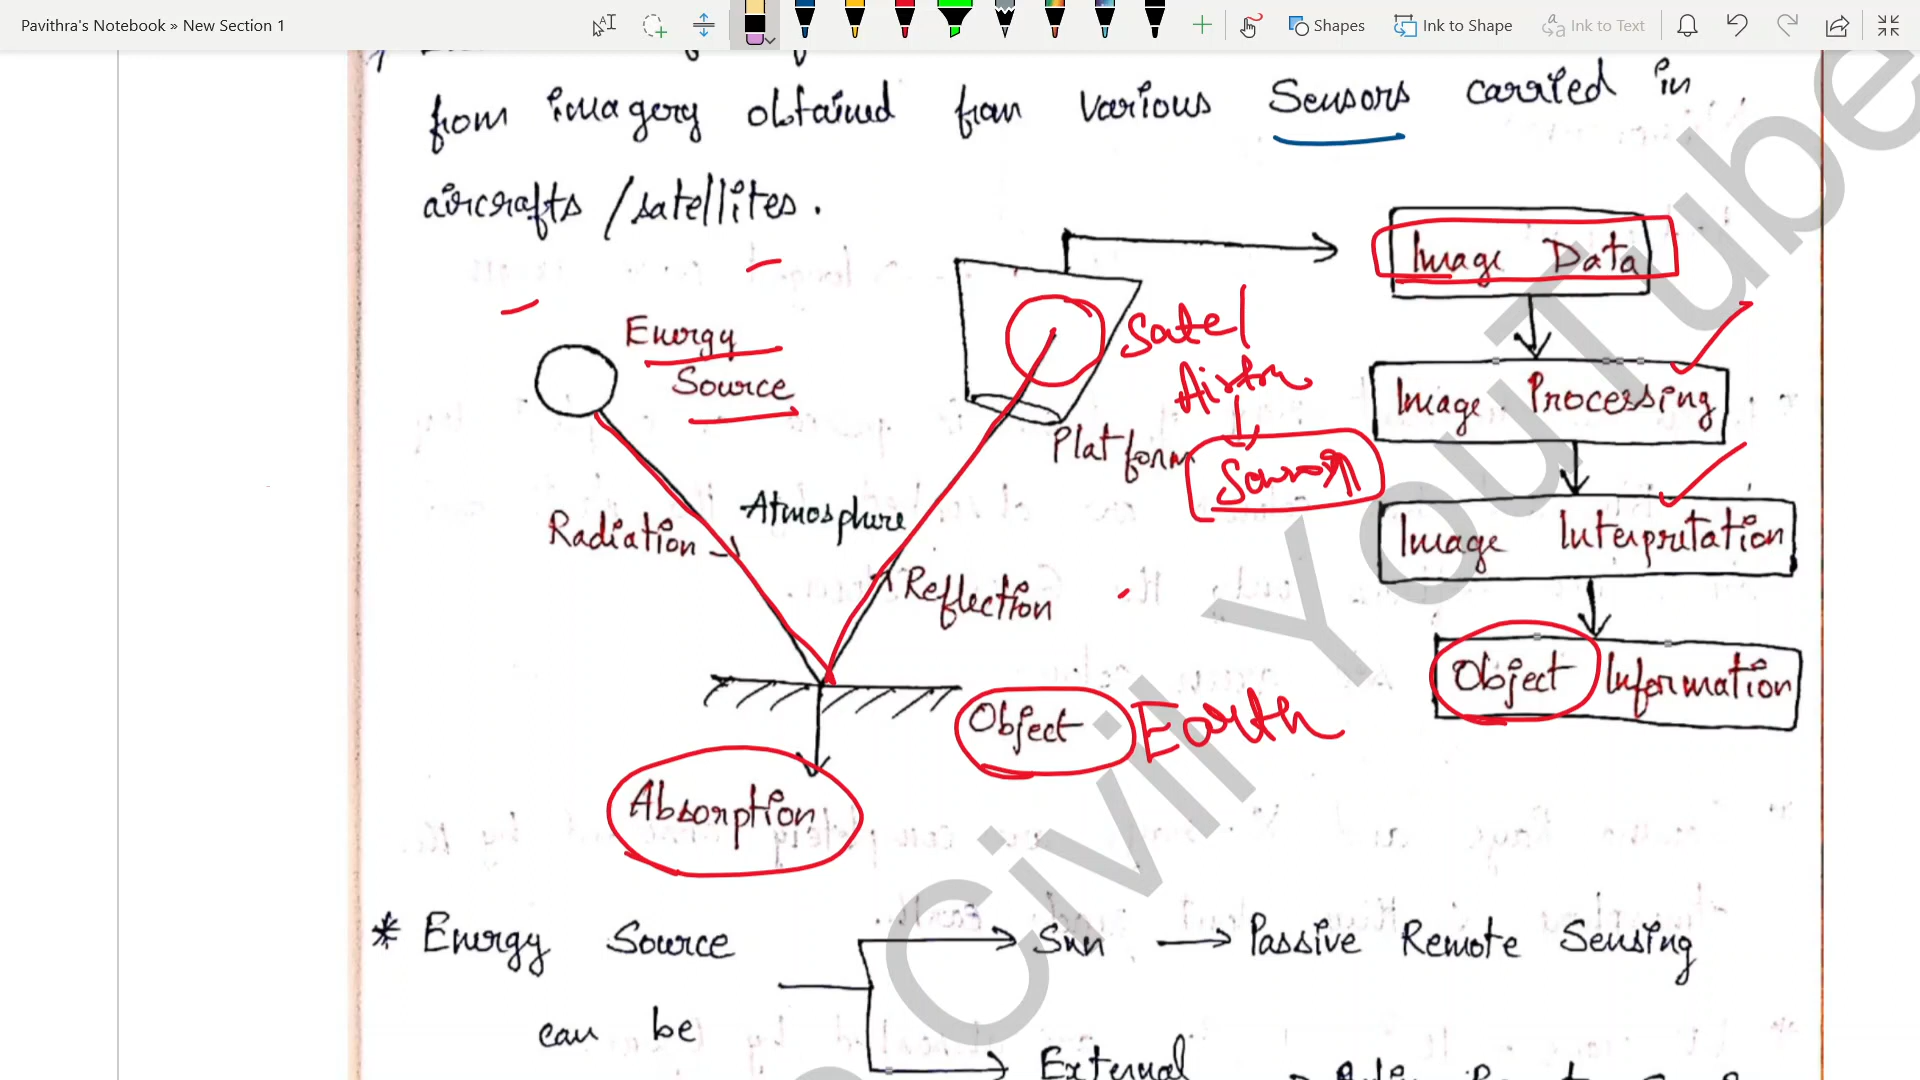 Pavithra's Notebook » New Section 1
Shapes
Ink to Shape
Ink to Text
from imagery obtained from various Sensors carried in
aircrafts / satellites.
Image Data
Energy
Source
Satel
Platform
Image Processing
Radiation
Atmosphere
Image Interpretation
Reflection
Object Information
Object Earth
Absorption
Civil YouTube
* Energy Source
can be
Sun → Passive Remote Sensing
External